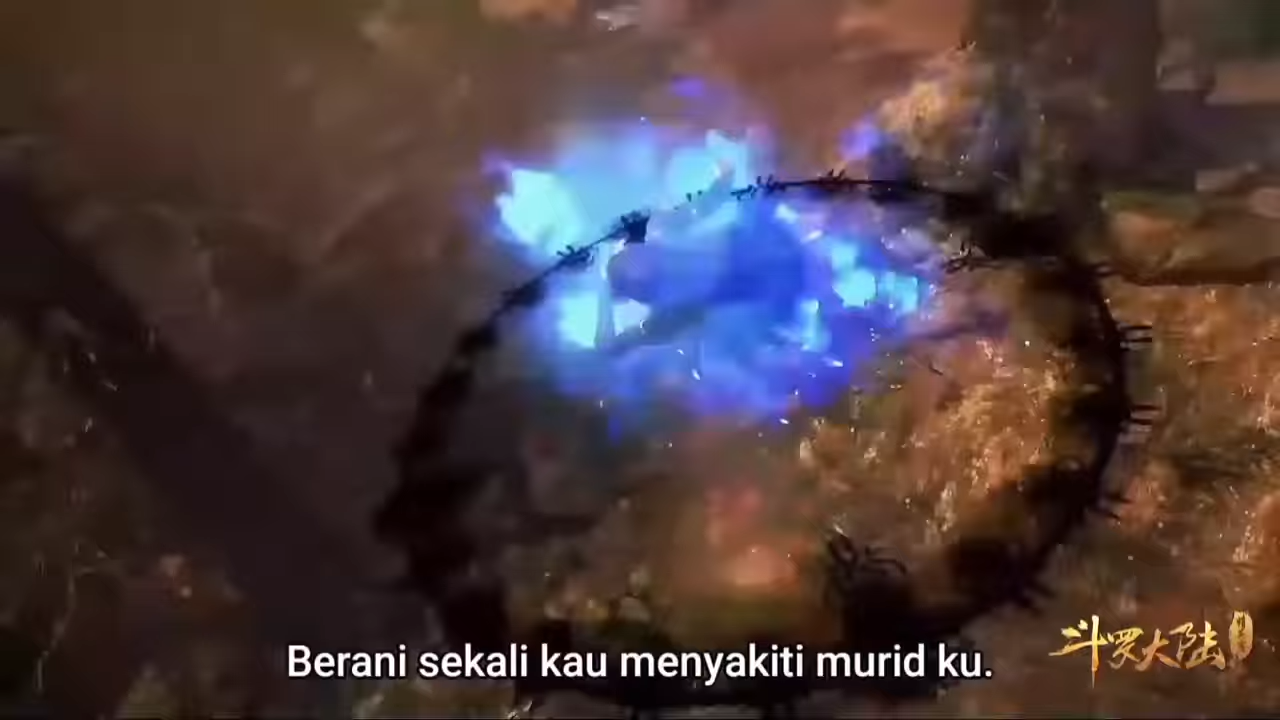 Berani sekali kau menyakiti murid ku.
斗罗大陆